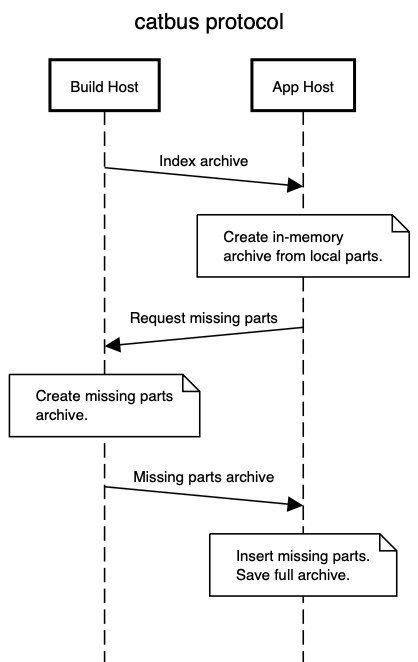 catbus protocol
Build Host
App Host
Index archive
Create in-memory
archive from local parts.
Request missing parts
Create missing parts
archive.
Missing parts archive
Insert missing parts.
Save full archive.